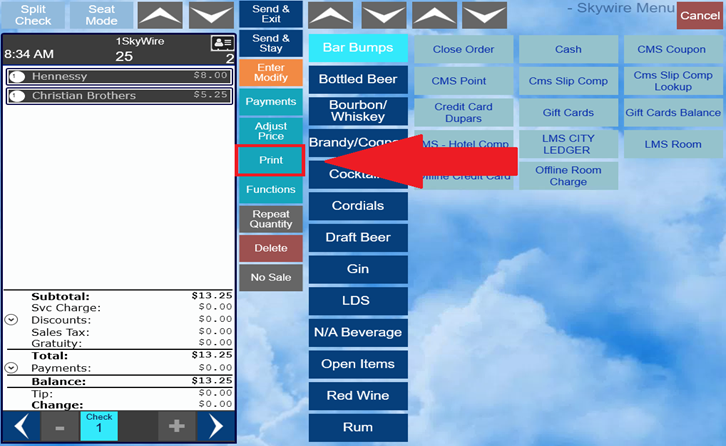 Split
Check
Seat
Mode
Send &
Exit
- Skywire Menu
Cancel
1SkyWire
8:34 AM
25
2
Send &
Stay
Enter
Modify
Payments
Adjust
Price
Print
Functions
Repeat
Quantity
Delete
No Sale
1 Hennessy $8.00
1 Christian Brothers $5.25
Subtotal: $13.25
Svc Charge: $0.00
Discounts: $0.00
Sales Tax: $0.00
Gratuity: $0.00
Total: $13.25
Payments: $0.00
Balance: $13.25
Tip: $0.00
Change: $0.00
-
Check
1
+
Bar Bumps
Bottled Beer
Bourbon/
Whiskey
Brandy/Cogna
Cocktai
Cordials
Draft Beer
Gin
LDS
N/A Beverage
Open Items
Red Wine
Rum
Close Order
Cash
CMS Coupon
CMS Point
Cms Slip Comp
Cms Slip Comp
Lookup
Credit Card
Dupars
Gift Cards
Gift Cards Balance
MS - Hotel Comp
LMS CITY
LEDGER
LMS Room
Offline Credit Card
Offline Room
Charge